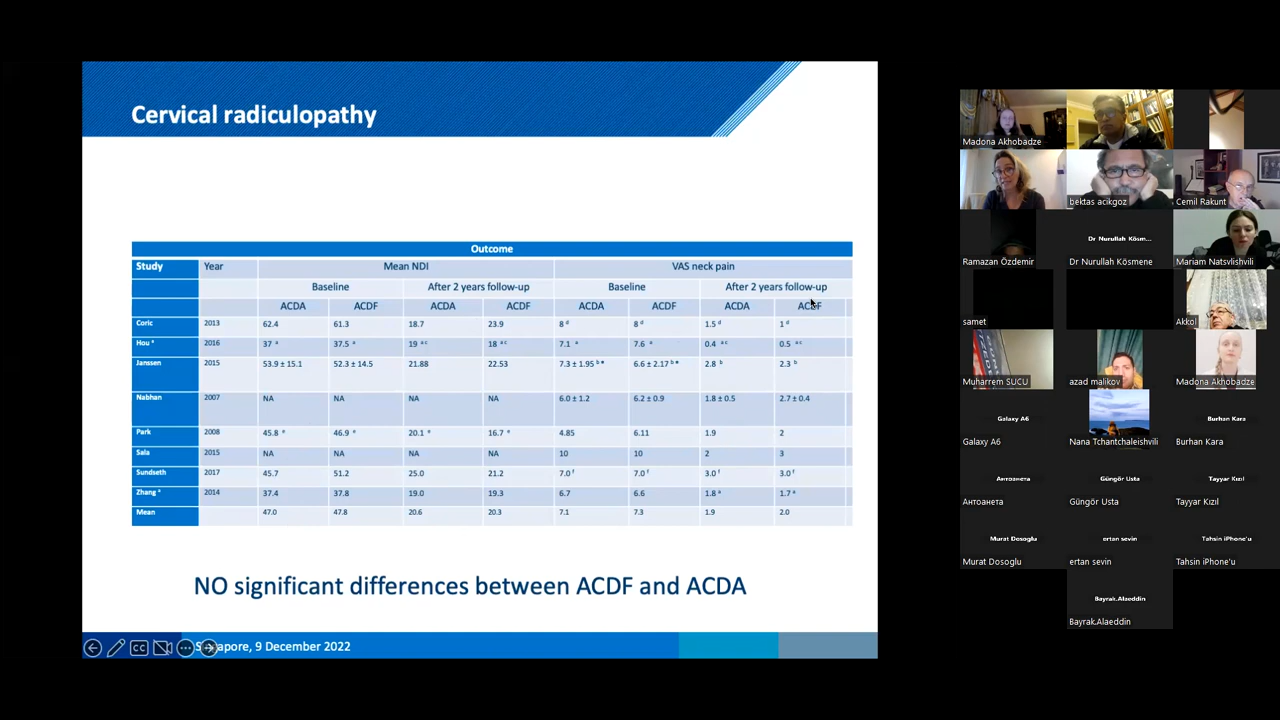 Cervical radiculopathy
Outcome
Study Year Mean NDI VAS neck pain
Baseline After 2 years follow-up Baseline After 2 years follow-up
ACDA ACDF ACDA ACDF ACDA ACDF ACDA ACDF
Coric 2013 62.4 61.3 18.7 23.9 8 d 8 d 1.5 d 1 d
Hou * 2016 37 a 37.5 a 19 a c 18 a c 7.1 a 7.6 a 0.4 a c 0.5 a c
Janssen 2015 53.9 ± 15.1 52.3 ± 14.5 21.88 22.53 7.3 ± 1.95 b e 6.6 ± 2.17 b e 2.8 b 2.3 b
Nabhan 2007 NA NA NA NA 6.0 ± 1.2 6.2 ± 0.9 1.8 ± 0.5 2.7 ± 0.4
Park 2008 45.8 e 46.9 e 20.1 e 16.7 e 4.85 6.11 1.9 2
Sala 2015 NA NA NA NA 10 10 2 3
Sundseth 2017 45.7 51.2 25.0 21.2 7.0 f 7.0 f 3.0 f 3.0 f
Zhang * 2014 37.4 37.8 19.0 19.3 6.7 6.6 1.8 a 1.7 a
Mean 47.0 47.8 20.6 20.3 7.1 7.3 1.9 2.0
NO significant differences between ACDF and ACDA
CC
apore, 9 December 2022
Madona Akhobadze
bektas acikgoz
Cemil Rakunt
Ramazan Özdemir
Dr Nurullah Kösm...
Dr Nurullah Kösmene
Mariam Natsvlishvili
samet
Akkol
Muharrem SUCU
azad malikov
Madona Akhobadze
Galaxy A6
Galaxy A6
Nana Tchantchaleishvili
Burhan Kara
Burhan Kara
Антоанета
Антоанета
Güngör Usta
Güngör Usta
Tayyar Kızıl
Tayyar Kızıl
Murat Dosoglu
Murat Dosoglu
ertan sevin
ertan sevin
Tahsin iPhone'u
Tahsin iPhone'u
Bayrak.Alaeddin
Bayrak.Alaeddin